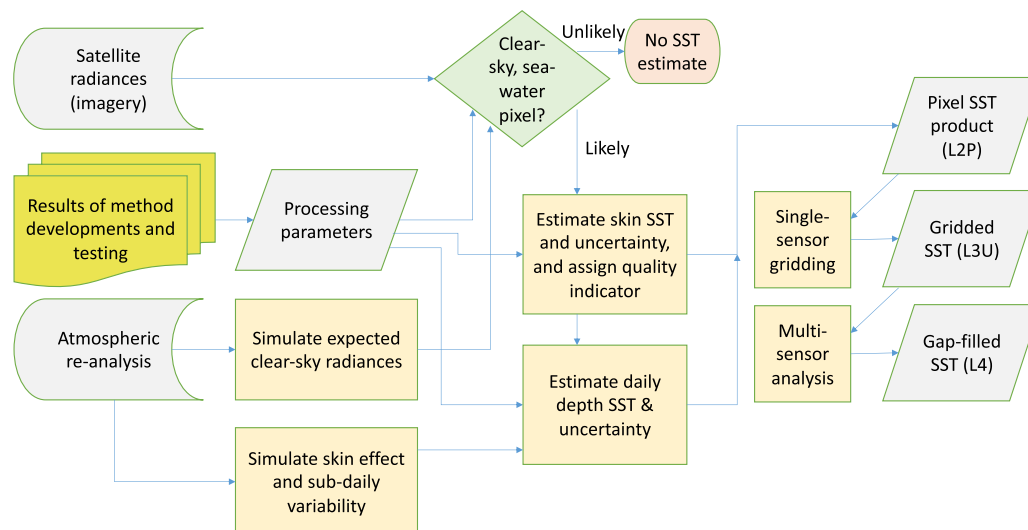 Satellite
radiances
(imagery)
Clear-
sky, sea-
water
pixel?
Unlikely
No SST
estimate
Likely
Results of method
developments and
testing
Processing
parameters
Estimate skin SST
and uncertainty,
and assign quality
indicator
Single-
sensor
gridding
Pixel SST
product
(L2P)
Gridded
SST (L3U)
Atmospheric
re-analysis
Simulate expected
clear-sky radiances
Estimate daily
depth SST &
uncertainty
Multi-
sensor
analysis
Gap-filled
SST (L4)
Simulate skin effect
and sub-daily
variability